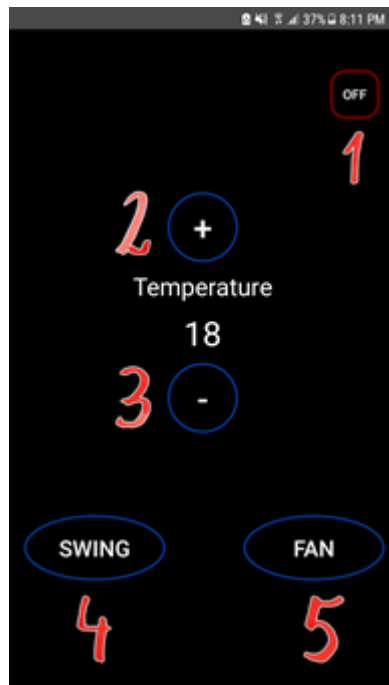 37% 8:11 PM
OFF
1
2
+
Temperature
18
3
-
SWING
FAN
4
5